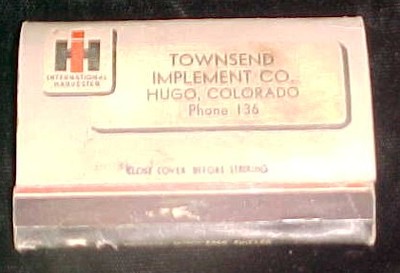 IH
INTERNATIONAL
HARVESTER
TOWNSEND
IMPLEMENT CO.
HUGO, COLORADO
Phone 136
CLOSE COVER BEFORE STRIKING